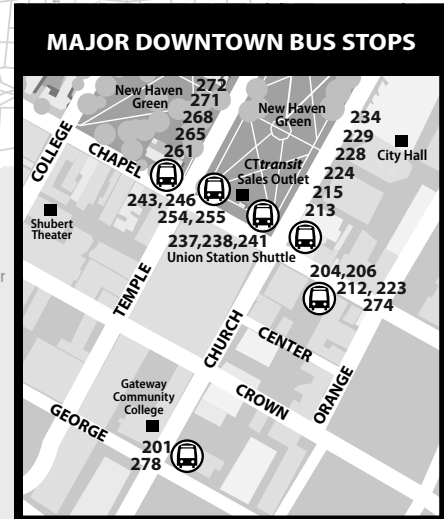 MAJOR DOWNTOWN BUS STOPS
New Haven
Green
272
271
268
265
261
New Haven
Green
234
229
228
224
215
213
City Hall
COLLEGE
CHAPEL
CTtransit
Sales Outlet
243, 246
254, 255
Shubert
Theater
237,238,241
Union Station Shuttle
204,206
212, 223
274
TEMPLE
CHURCH
CENTER
ORANGE
CROWN
Gateway
Community
College
GEORGE
201
278